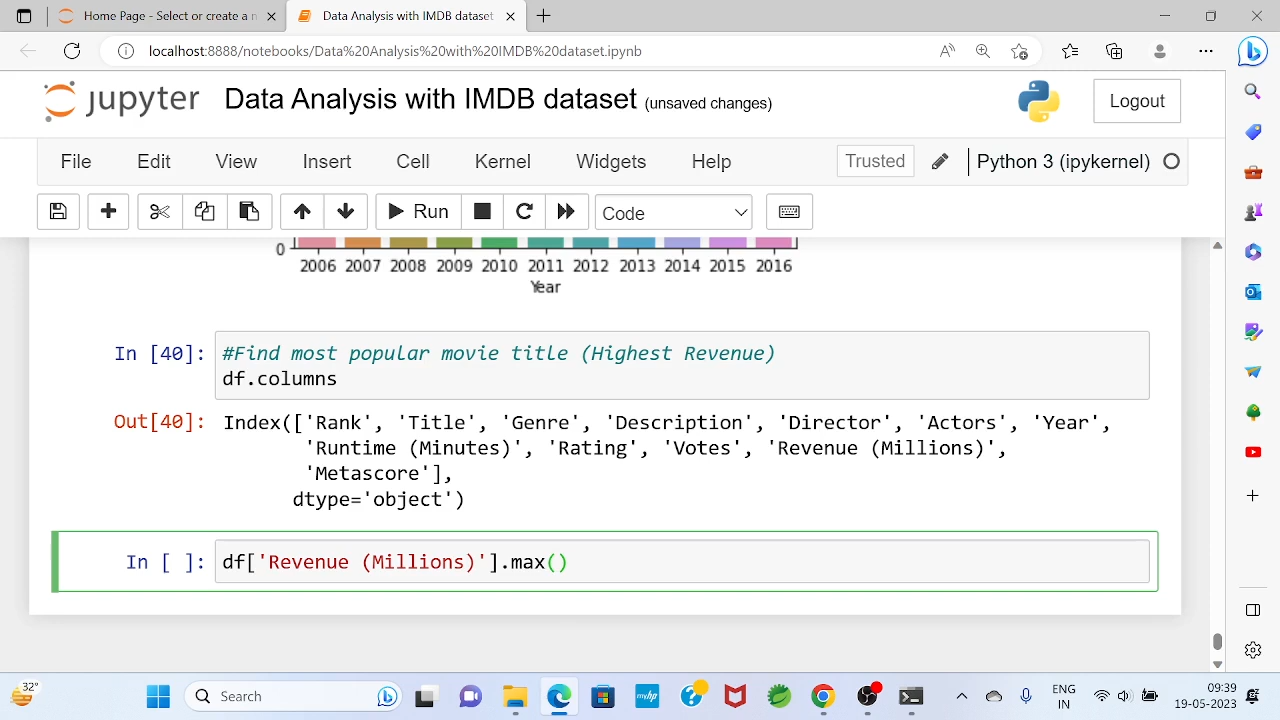 Home Page - Select or create a n
Data Analysis with IMDB dataset
localhost:8888/notebooks/Data%20Analysis%20with%20IMDB%20dataset.ipynb
jupyter Data Analysis with IMDB dataset (unsaved changes)
Logout
File Edit View Insert Cell Kernel Widgets Help Trusted Python 3 (ipykernel)
Run Code
0
2006 2007 2008 2009 2010 2011 2012 2013 2014 2015 2016
Year
In [40]: #Find most popular movie title (Highest Revenue)
df.columns
Out[40]: Index(['Rank', 'Title', 'Genre', 'Description', 'Director', 'Actors', 'Year',
'Runtime (Minutes)', 'Rating', 'Votes', 'Revenue (Millions)',
'Metascore'],
dtype='object')
In [ ]: df['Revenue (Millions)'].max()
32°
Search
myhp
ENG
IN
09:39
19-05-2023